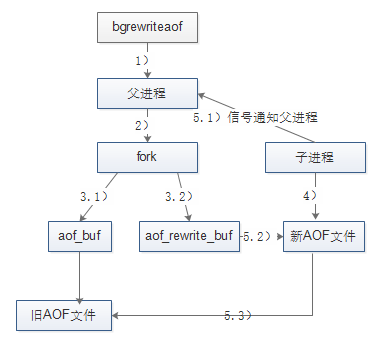 bgrewriteaof
1）
父进程
2）
5.1）信号通知父进程
fork
子进程
3.1）
3.2）
4）
aof_buf
aof_rewrite_buf
5.2）
新AOF文件
旧AOF文件
5.3）